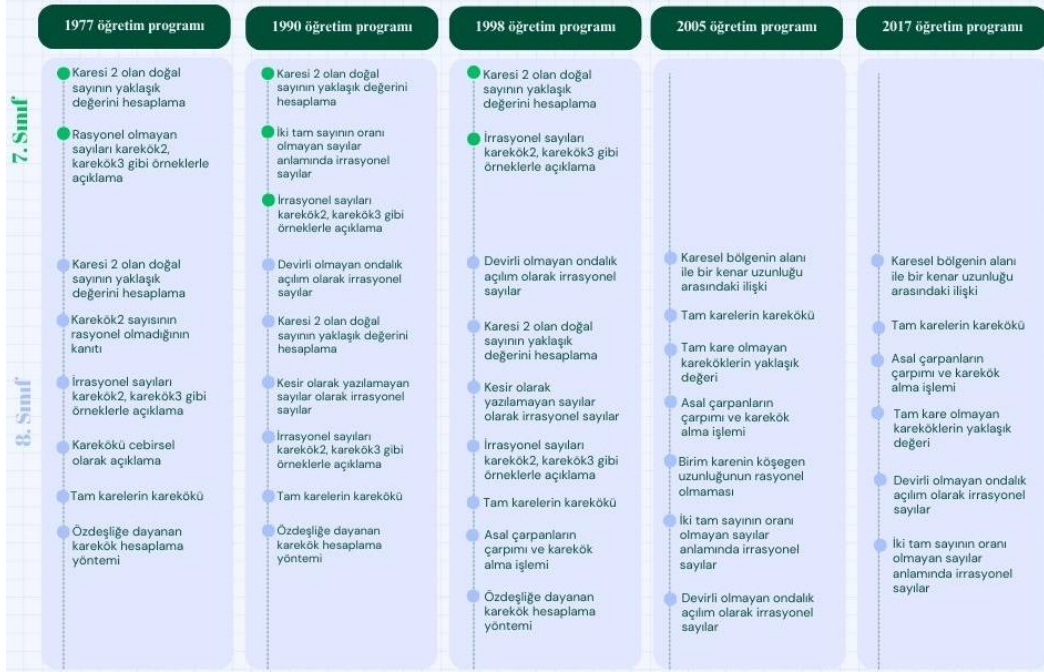 1977 öğretim programı
1990 öğretim programı
1998 öğretim programı
2005 öğretim programı
2017 öğretim programı
7. Sınıf
8. Sınıf
Karesi 2 olan doğal
sayının yaklaşık
değerini hesaplama
Rasyonel olmayan
sayıları karekök2,
karekök3 gibi örneklerle
açıklama
Karesi 2 olan doğal
sayının yaklaşık
değerini hesaplama
Karekök2 sayısının
rasyonel olmadığının
kanıtı
İrrasyonel sayıları
karekök2, karekök3 gibi
örneklerle açıklama
Karekökü cebirsel
olarak açıklama
Tam karelerin karekökü
Özdeşliğe dayanan
karekök hesaplama
yöntemi
Karesi 2 olan doğal
sayının yaklaşık değerini
hesaplama
İki tam sayının oranı
olmayan sayılar
anlamında irrasyonel
sayılar
İrrasyonel sayıları
karekök2, karekök3 gibi
örneklerle açıklama
Devirli olmayan ondalık
açılım olarak irrasyonel
sayılar
Karesi 2 olan doğal
sayının yaklaşık değerini
hesaplama
Kesir olarak yazılamayan
sayılar olarak irrasyonel
sayılar
İrrasyonel sayıları
karekök2, karekök3 gibi
örneklerle açıklama
Tam karelerin karekökü
Özdeşliğe dayanan
karekök hesaplama
yöntemi
Karesi 2 olan doğal
sayının yaklaşık
değerini hesaplama
İrrasyonel sayıları
karekök2, karekök3 gibi
örneklerle açıklama
Devirli olmayan ondalık
açılım olarak irrasyonel
sayılar
Karesi 2 olan doğal
sayının yaklaşık
değerini hesaplama
Kesir olarak
yazılamayan sayılar
olarak irrasyonel sayılar
İrrasyonel sayıları
karekök2, karekök3 gibi
örneklerle açıklama
Tam karelerin karekökü
Asal çarpanların
çarpımı ve karekök
alma işlemi
Özdeşliğe dayanan
karekök hesaplama
yöntemi
Karesel bölgenin alanı
ile bir kenar uzunluğu
arasındaki ilişki
Tam karelerin karekökü
Tam kare olmayan
kareköklerin yaklaşık
değeri
Asal çarpanların
çarpımı ve karekök
alma işlemi
Birim karenin köşegen
uzunluğunun rasyonel
olmaması
İki tam sayının oranı
olmayan sayılar
anlamında irrasyonel
sayılar
Devirli olmayan ondalık
açılım olarak irrasyonel
sayılar
Karesel bölgenin alanı
ile bir kenar uzunluğu
arasındaki ilişki
Tam karelerin karekökü
Asal çarpanların
çarpımı ve karekök
alma işlemi
Tam kare olmayan
kareköklerin yaklaşık
değeri
Devirli olmayan ondalık
açılım olarak irrasyonel
sayılar
İki tam sayının oranı
olmayan sayılar
anlamında irrasyonel
sayılar